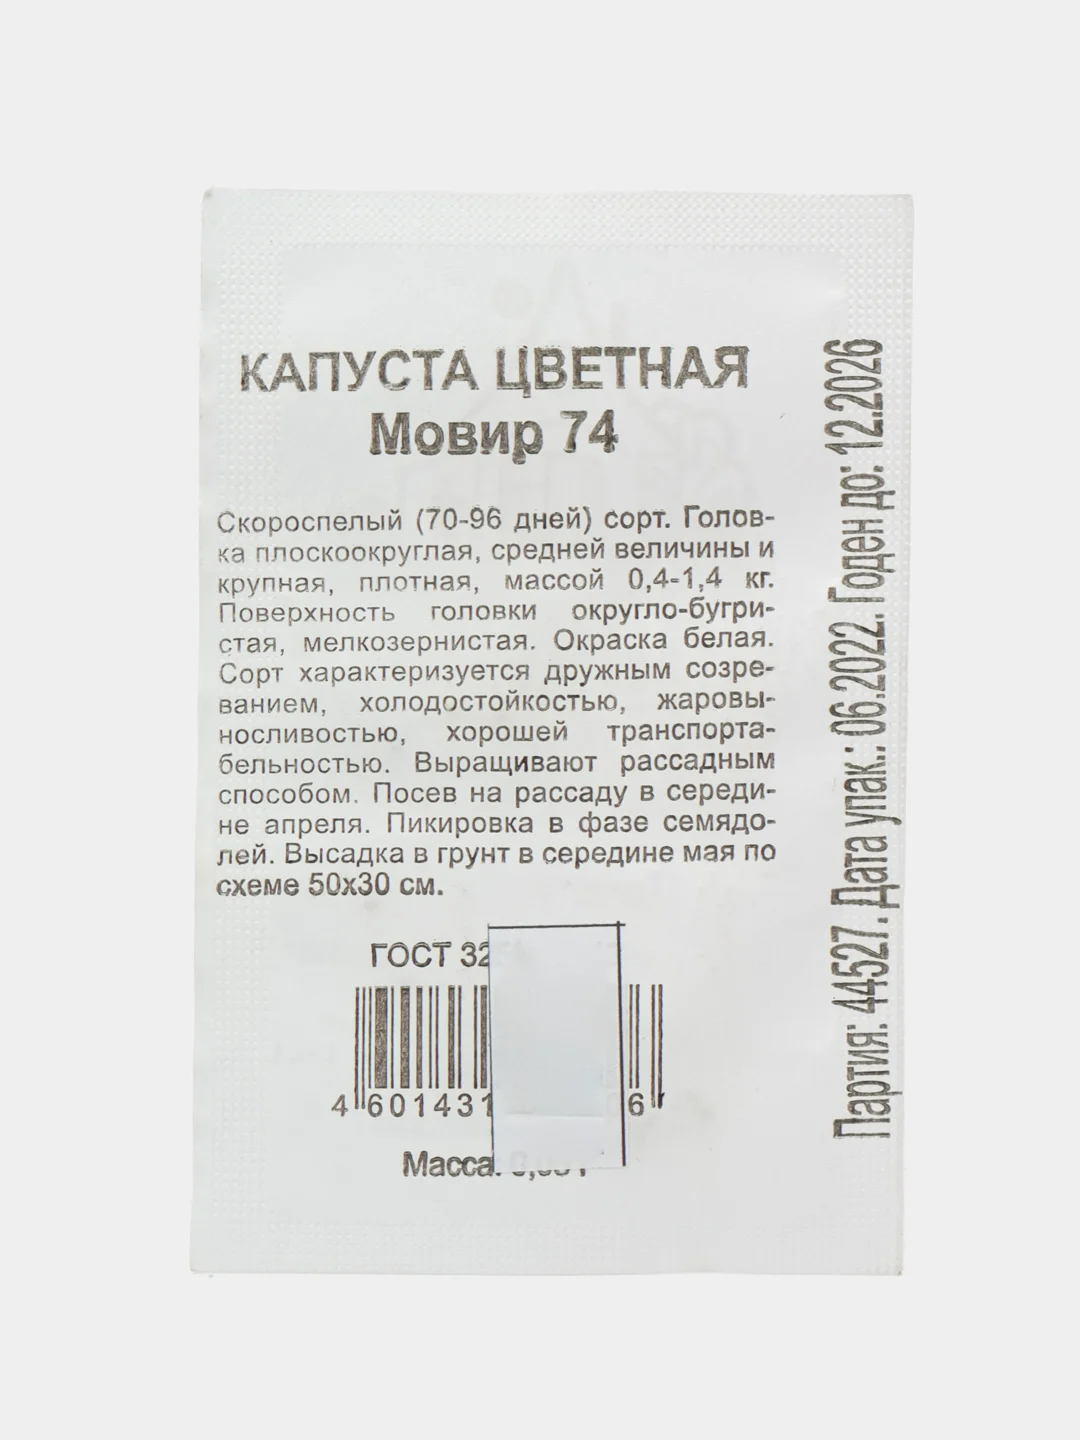 КАПУСТА ЦВЕТНАЯ
Мовир 74
Скороспелый (70-96 дней) сорт. Голов-
ка плоскоокруглая, средней величины и
крупная, плотная, массой 0,4-1,4 кг.
Поверхность головки округло-бугри-
стая, мелкозернистая. Окраска белая.
Сорт характеризуется дружным созре-
ванием, холодостойкостью, жаровы-
носливостью, хорошей транспорта-
бельностью. Выращивают рассадным
способом. Посев на рассаду в середи-
не апреля. Пикировка в фазе семядо-
лей. Высадка в грунт в середине мая по
схеме 50х30 см.
ГОСТ
4 601431
6
Масса:
Партия: 44527. Дата упак.: 06.2022. Годен до: 12.2026